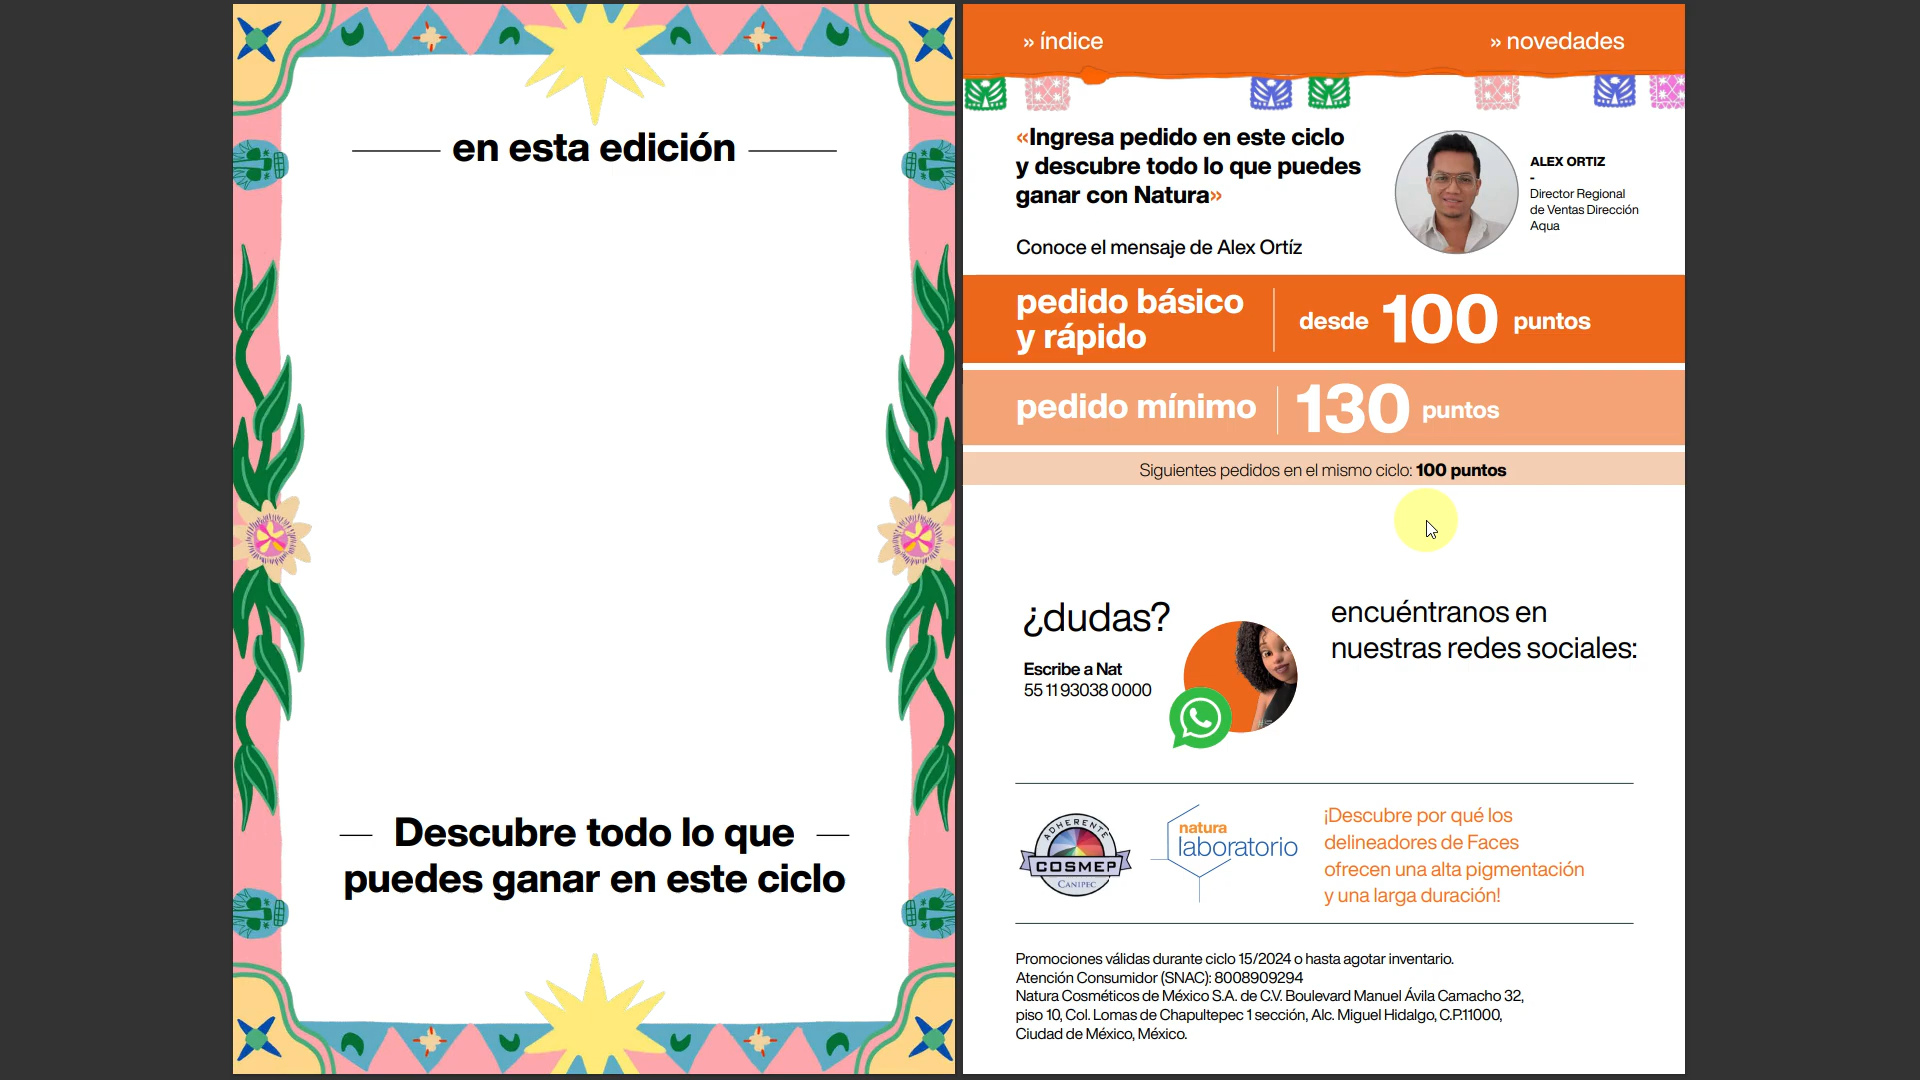 en esta edición
Descubre todo lo que
puedes ganar en este ciclo
» índice
» novedades
«Ingresa pedido en este ciclo
y descubre todo lo que puedes
ganar con Natura»
Conoce el mensaje de Alex Ortíz
ALEX ORTIZ
-
Director Regional
de Ventas Dirección
Aqua
pedido básico
y rápido
desde 100 puntos
pedido mínimo
130 puntos
Siguientes pedidos en el mismo ciclo: 100 puntos
¿dudas?
Escribe a Nat
55 11 93038 0000
encuéntranos en
nuestras redes sociales:
ADHERENTE
COSMEP
CANIPEC
natura
laboratorio
¡Descubre por qué los
delineadores de Faces
ofrecen una alta pigmentación
y una larga duración!
Promociones válidas durante ciclo 15/2024 o hasta agotar inventario.
Atención Consumidor (SNAC): 8008909294
Natura Cosméticos de México S.A. de C.V. Boulevard Manuel Ávila Camacho 32,
piso 10, Col. Lomas de Chapultepec 1 sección, Alc. Miguel Hidalgo, C.P.11000,
Ciudad de México, México.